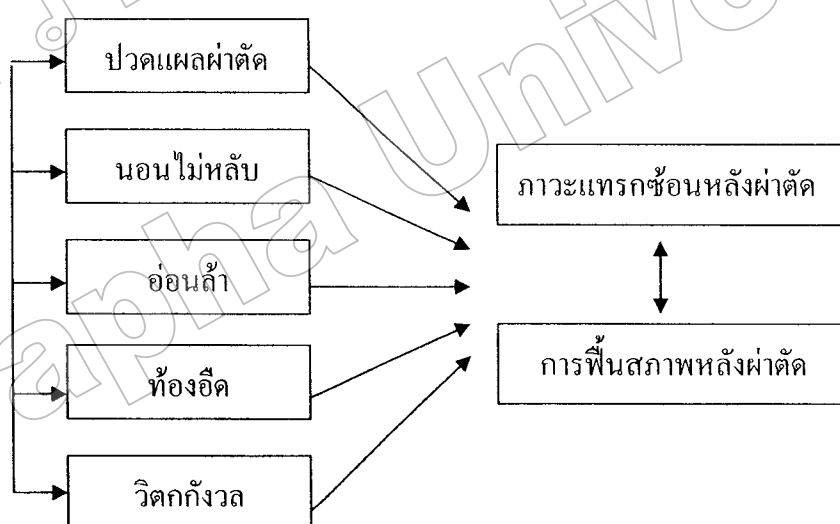 ปวดแผลผ่าตัด
นอนไม่หลับ
อ่อนล้า
ท้องอืด
วิตกกังวล
ภาวะแทรกซ้อนหลังผ่าตัด
การฟื้นสภาพหลังผ่าตัด
apha Unive